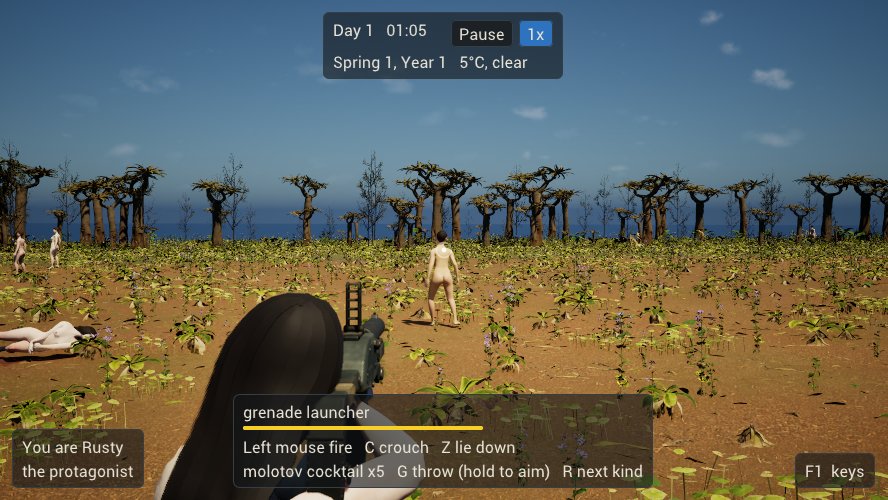 Day 1 01:05 Pause 1x
Spring 1, Year 1 5°C, clear
grenade launcher
Left mouse fire C crouch Z lie down
molotov cocktail x5 G throw (hold to aim) R next kind
You are Rusty
the protagonist
F1 keys